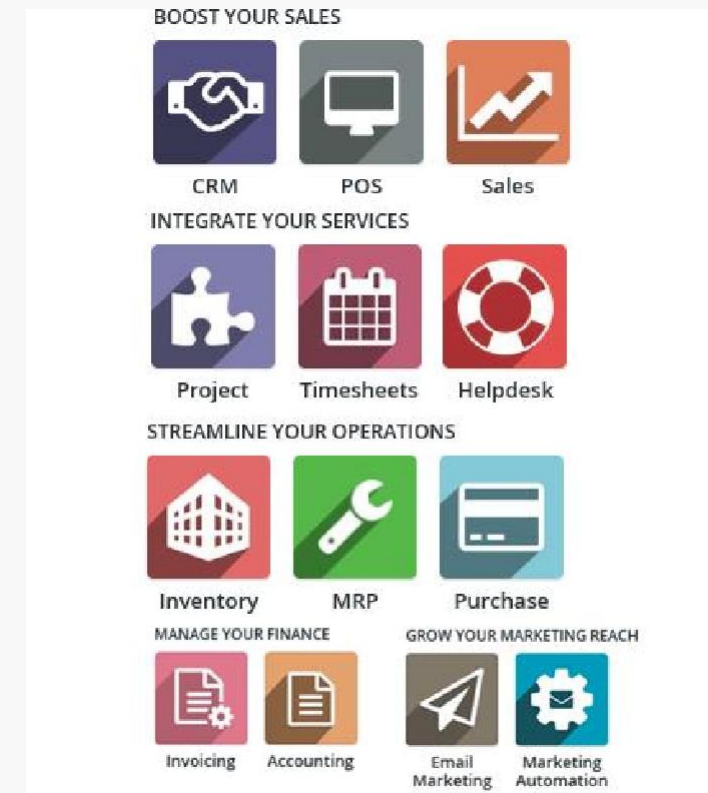 BOOST YOUR SALES
CRM POS Sales
INTEGRATE YOUR SERVICES
Project Timesheets Helpdesk
STREAMLINE YOUR OPERATIONS
Inventory MRP Purchase
MANAGE YOUR FINANCE
Invoicing Accounting
GROW YOUR MARKETING REACH
Email
Marketing
Marketing
Automation